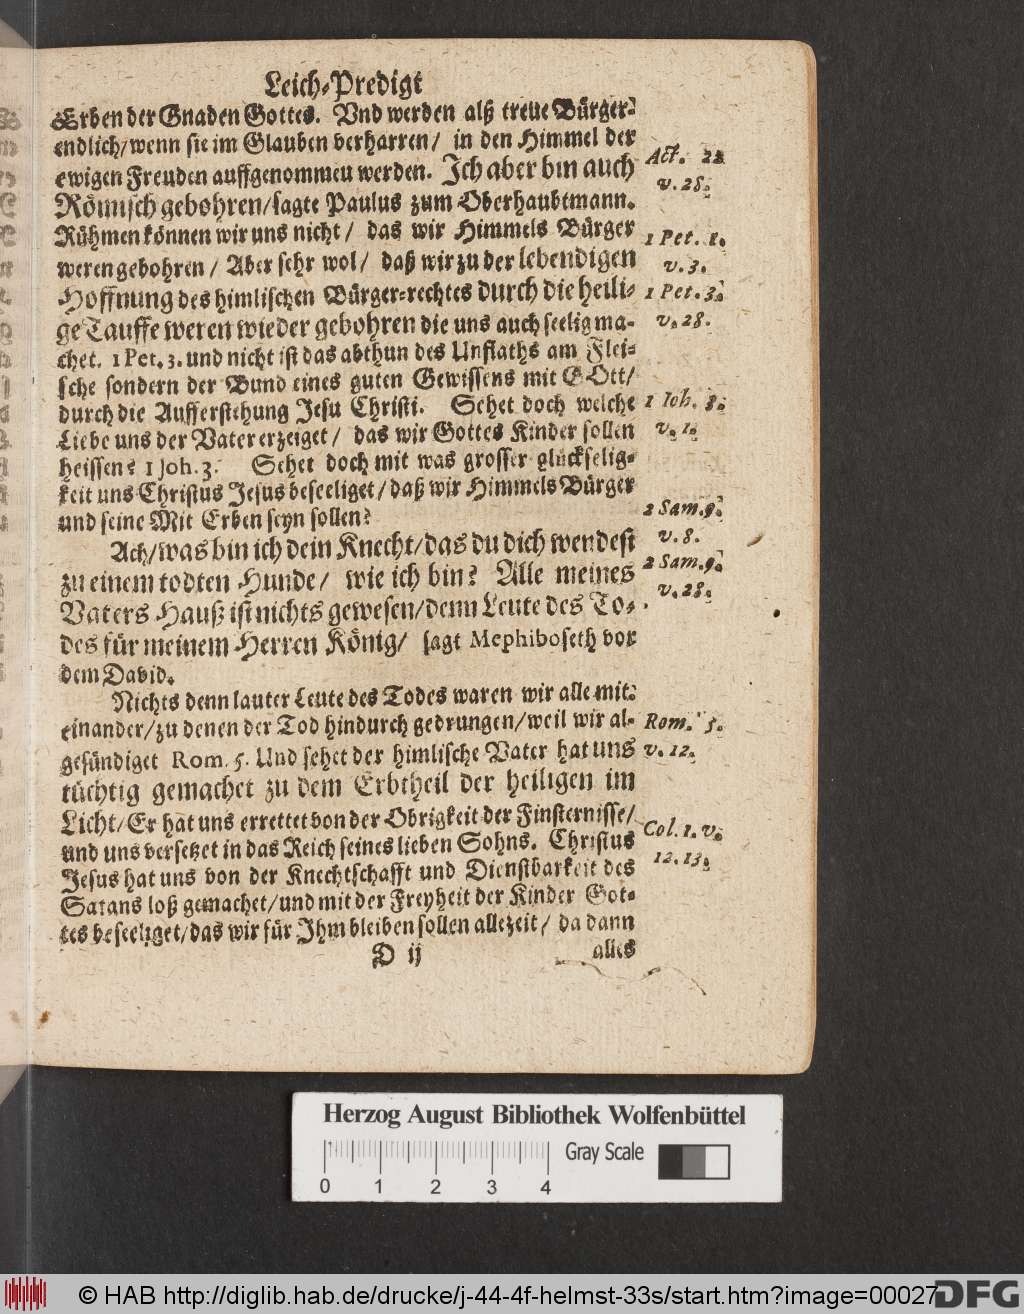 Leich-Predigt
Erben der Gnaden Gottes. Vnd werden alß treue Bürger
endlich/wenn sie im Glauben verharren/ in den Himmel der
ewigen Freuden auffgenommen werden. Ich aber bin auch
Act. 22
v. 28.
Römisch gebohren/sagte Paulus zum Oberhaubtmann.
Rühmen können wir uns nicht/ das wir Himmels Bürger
1 Pet. 1.
weren gebohren/ Aber sehr wol/ daß wir zu der lebendigen
v. 3.
Hoffnung des himlischen Bürger-rechtes durch die heili-
1 Pet. 3.
ge Tauffe weren wieder gebohren die uns auch seelig ma-
v. 28.
chet. 1 Pet. 3. und nicht ist das abthun des Unflaths am Flei-
sche sondern der Bund eines guten Gewissens mit GOtt/
durch die Aufferstehung Jesu Christi. Sehet doch welche
1 Ioh. 3.
Liebe uns der Vater erzeiget/ das wir Gottes Kinder sollen
v. 1.
heissen? 1 Joh. 3. Sehet doch mit was grosser glückselig-
keit uns Christus Jesus beseeliget/daß wir Himmels Bürger
und seine Mit Erben seyn sollen?
2 Sam. 9.
v. 8.
Ach/was bin ich dein Knecht/das du dich wendest
zu einem todten Hunde/ wie ich bin? Alle meines
2 Sam. 9.
v. 28.
Vaters Hauß ist nichts gewesen/denn Leute des To-
des für meinem Herren König/ sagt Mephiboseth vor
dem David.
Nichts denn lauter Leute des Todes waren wir alle mit
einander/zu denen der Tod hindurch gedrungen/weil wir al-
Rom. 5.
gesündiget Rom. 5. Und sehet der himlische Vater hat uns
v. 12.
tüchtig gemachet zu dem Erbtheil der heiligen im
Licht/Er hat uns errettet von der Obrigkeit der Finsternisse/
Col. 1. v.
und uns versetzet in das Reich seines lieben Sohns. Christus
12. 13.
Jesus hat uns von der Knechtschafft und Dienstbarkeit des
Satans loß gemachet/und mit der Freyheit der Kinder Got-
tes beseeliget/das wir für Ihm bleiben sollen allezeit/ da dann
D ij alles
Herzog August Bibliothek Wolfenbüttel
Gray Scale
0 1 2 3 4
© HAB http://diglib.hab.de/drucke/j-44-4f-helmst-33s/start.htm?image=00027
DFG